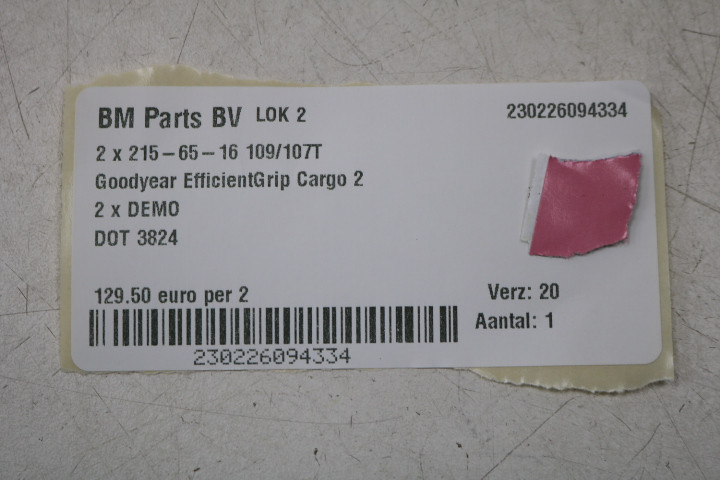 BM Parts BV LOK 2 230226094334
2 x 215-65-16 109/107T
Goodyear EfficientGrip Cargo 2
2 x DEMO
DOT 3824
129.50 euro per 2 Verz: 20
Aantal: 1
230226094334